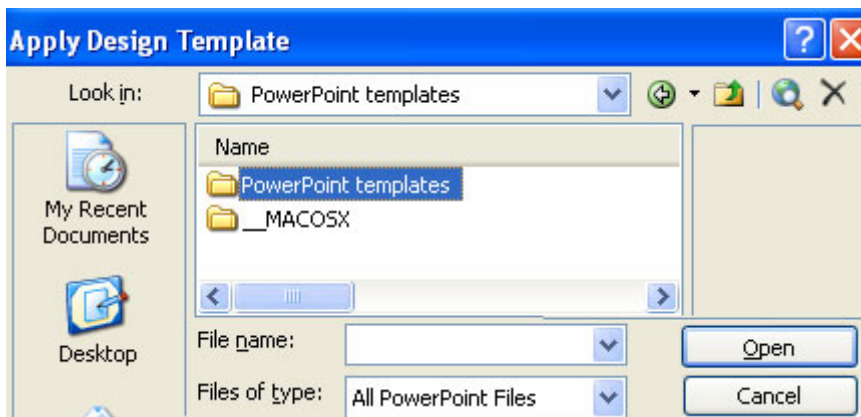 Apply Design Template
Look in: PowerPoint templates
Name
PowerPoint templates
__MACOSX
My Recent
Documents
Desktop
File name:
Open
Files of type: All PowerPoint Files
Cancel